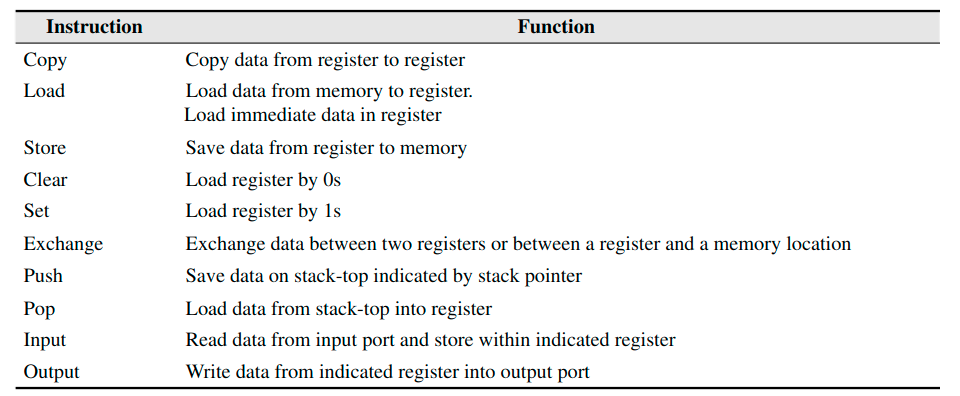 Instruction Function
Copy Copy data from register to register
Load Load data from memory to register.
Load immediate data in register
Store Save data from register to memory
Clear Load register by 0s
Set Load register by 1s
Exchange Exchange data between two registers or between a register and a memory location
Push Save data on stack-top indicated by stack pointer
Pop Load data from stack-top into register
Input Read data from input port and store within indicated register
Output Write data from indicated register into output port